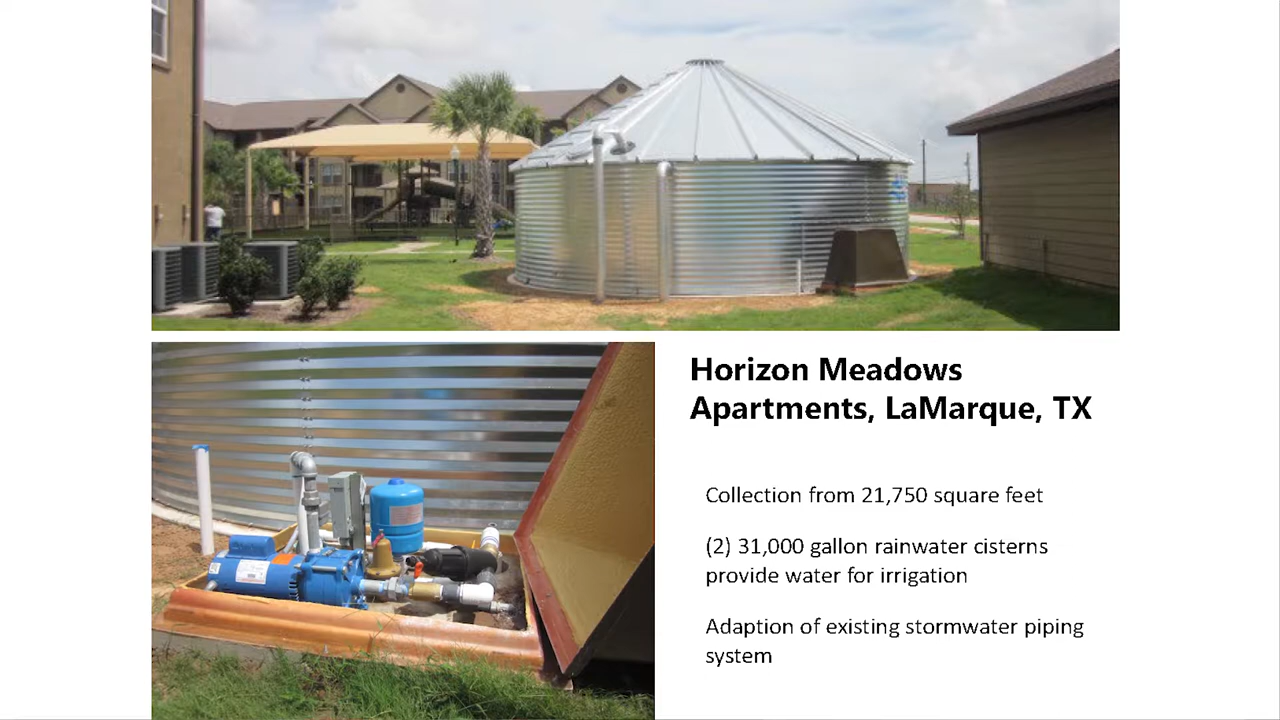 Horizon Meadows
Apartments, LaMarque, TX
Collection from 21,750 square feet
(2) 31,000 gallon rainwater cisterns
provide water for irrigation
Adaption of existing stormwater piping
system